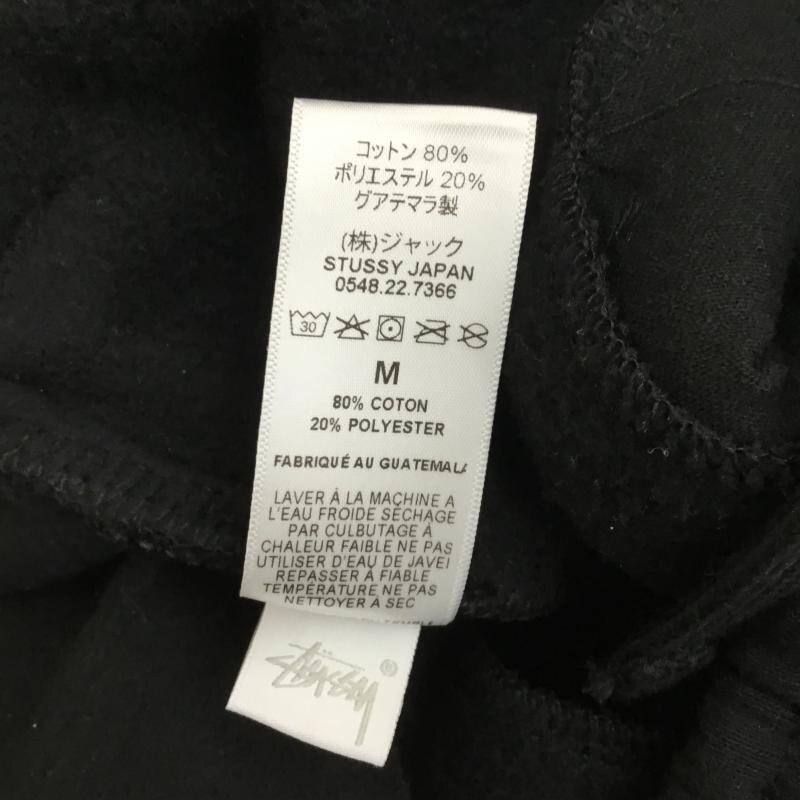 コットン 80%
ポリエステル 20%
グアテマラ製
(株)ジャック
STUSSY JAPAN
0548.22.7366
30
M
80% COTON
20% POLYESTER
FABRIQUÉ AU GUATEMALA
LAVER À LA MACHINE A
L'EAU FROIDE SÉCHAGE
PAR CULBUTAGE À
CHALEUR FAIBLE NE PAS
UTILISER D'EAU DE JAVEL
REPASSER À FIABLE
TEMPÉRATURE NE PAS
NETTOYER À SEC
Stüssy ®